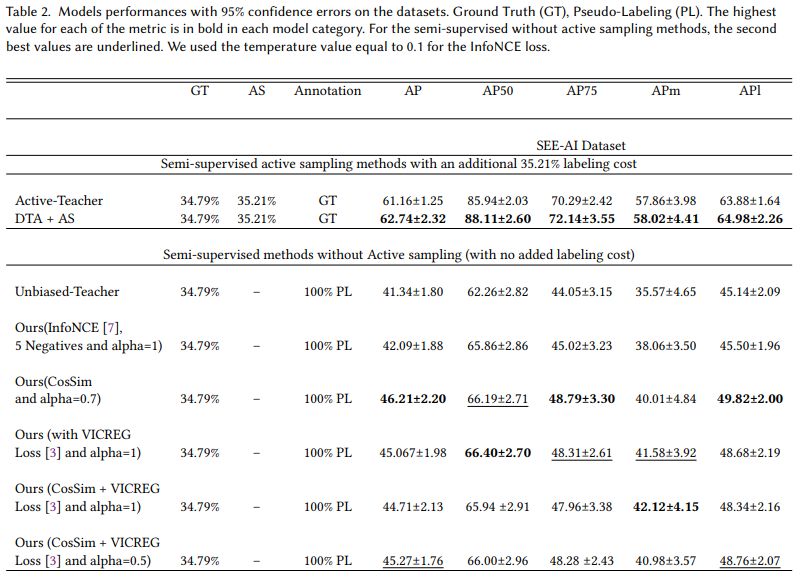 Table 2. Models performances with 95% confidence errors on the datasets. Ground Truth (GT), Pseudo-Labeling (PL). The highest
value for each of the metric is in bold in each model category. For the semi-supervised without active sampling methods, the second
best values are underlined. We used the temperature value equal to 0.1 for the InfoNCE loss.
GT AS Annotation AP AP50 AP75 APm APl
SEE-AI Dataset
Semi-supervised active sampling methods with an additional 35.21% labeling cost
Active-Teacher 34.79% 35.21% GT 61.16±1.25 85.94±2.03 70.29±2.42 57.86±3.98 63.88±1.64
DTA + AS 34.79% 35.21% GT 62.74±2.32 88.11±2.60 72.14±3.55 58.02±4.41 64.98±2.26
Semi-supervised methods without Active sampling (with no added labeling cost)
Unbiased-Teacher 34.79% – 100% PL 41.34±1.80 62.26±2.82 44.05±3.15 35.57±4.65 45.14±2.09
Ours(InfoNCE [7],
5 Negatives and alpha=1) 34.79% – 100% PL 42.09±1.88 65.86±2.86 45.02±3.23 38.06±3.50 45.50±1.96
Ours(CosSim
and alpha=0.7) 34.79% – 100% PL 46.21±2.20 66.19±2.71 48.79±3.30 40.01±4.84 49.82±2.00
Ours (with VICREG
Loss [3] and alpha=1) 34.79% – 100% PL 45.067±1.98 66.40±2.70 48.31±2.61 41.58±3.92 48.68±2.19
Ours (CosSim + VICREG
Loss [3] and alpha=1) 34.79% – 100% PL 44.71±2.13 65.94 ±2.91 47.96±3.38 42.12±4.15 48.34±2.16
Ours (CosSim + VICREG
Loss [3] and alpha=0.5) 34.79% – 100% PL 45.27±1.76 66.00±2.96 48.28 ±2.43 40.98±3.57 48.76±2.07